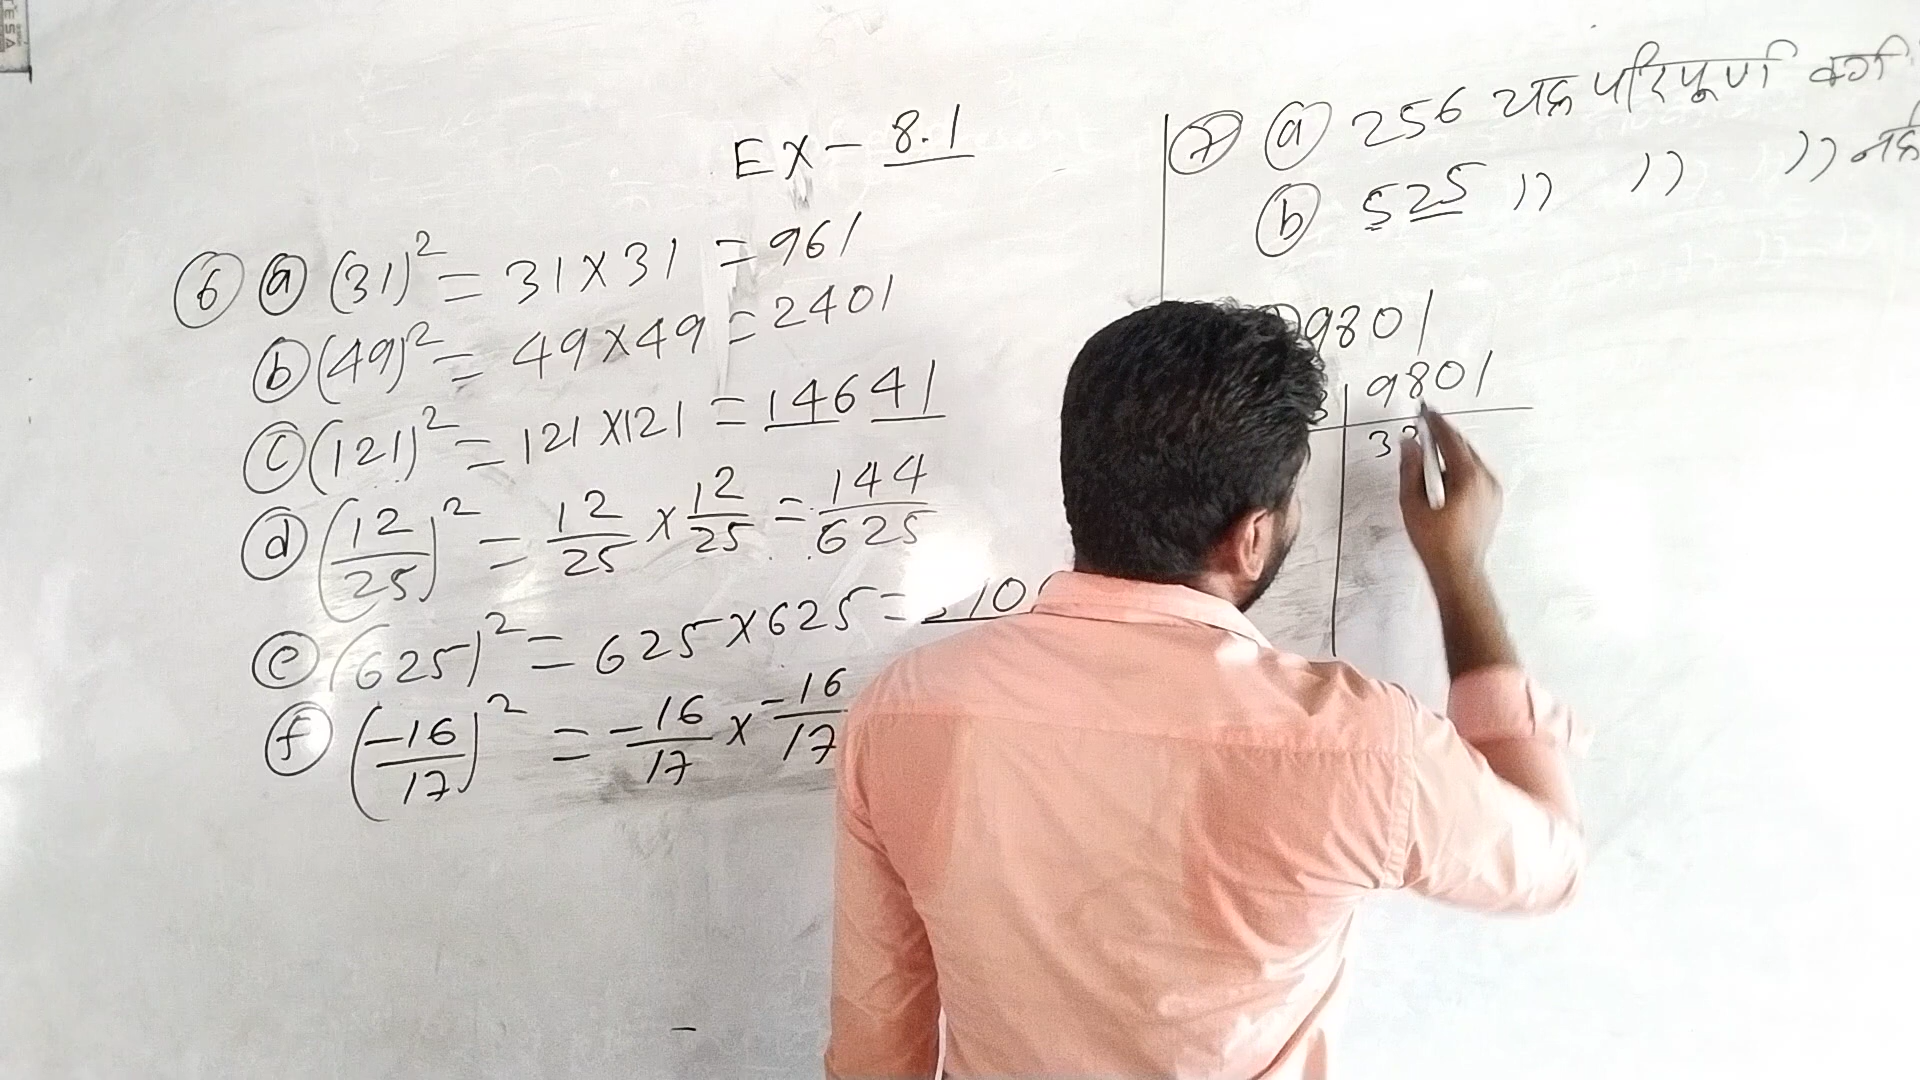 EX - 8.1
6 a (31)² = 31 × 31 = 961
b (49)² = 49 × 49 = 2401
c (121)² = 121 × 121 = 14641
d (12/25)² = 12/25 × 12/25 = 144/625
e (625)² = 625 × 625 =
f (-16/17)² = -16/17 × -16/17
7 a 256 यह परिपूर्ण वर्ग
b 525 ,, ,, ,,
9801
3 | 9801
3